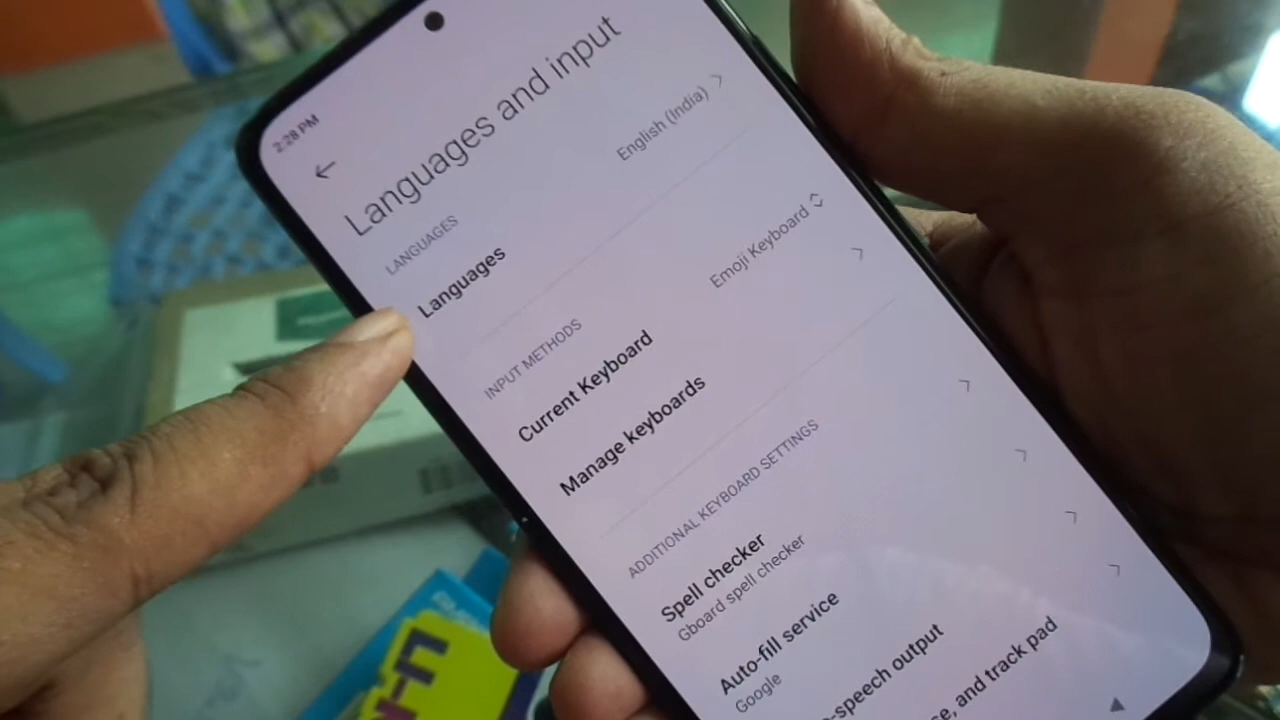 2:28 PM
Languages and input
LANGUAGES
Languages
English (India)
INPUT METHODS
Current Keyboard
Emoji Keyboard
Manage keyboards
ADDITIONAL KEYBOARD SETTINGS
Spell checker
Gboard spell checker
Auto-fill service
Google
-speech output
and track pad